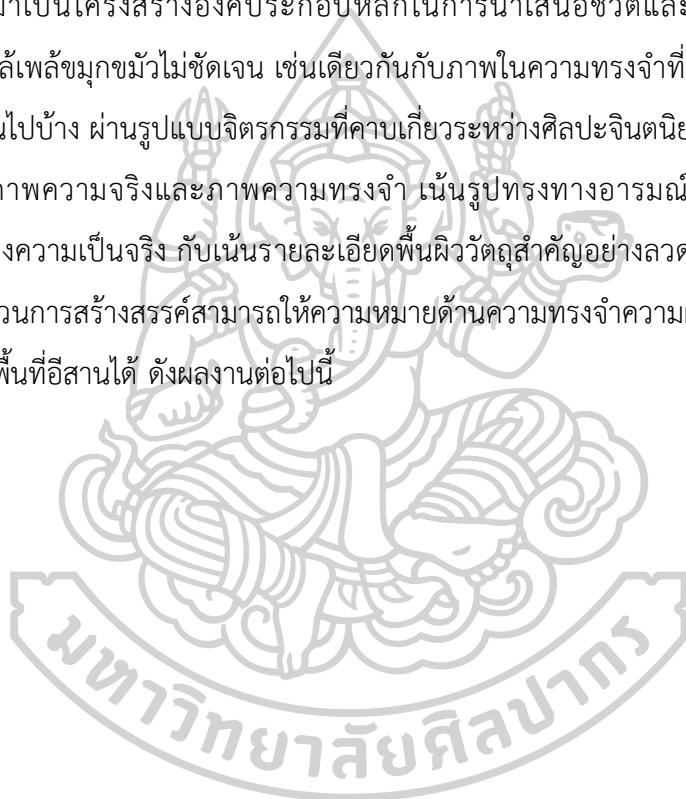 มาเป็นโครงสร้างองค์ประกอบหลักในการนำเสนอชีวิตและ
ล้เพล้ขมุกขมัวไม่ชัดเจน เช่นเดียวกันกับภาพในความทรงจำที่
นไปบ้าง ผ่านรูปแบบจิตรกรรมที่คาบเกี่ยวระหว่างศิลปะจินตนิย
ภาพความจริงและภาพความทรงจำ เน้นรูปทรงทางอารมณ์
งความเป็นจริง กับเน้นรายละเอียดพื้นผิววัตถุสำคัญอย่างลวด
วนการสร้างสรรค์สามารถให้ความหมายด้านความทรงจำความเ
พื้นที่อีสานได้ ดังผลงานต่อไปนี้
มหาวิทยาลัยศิลปากร